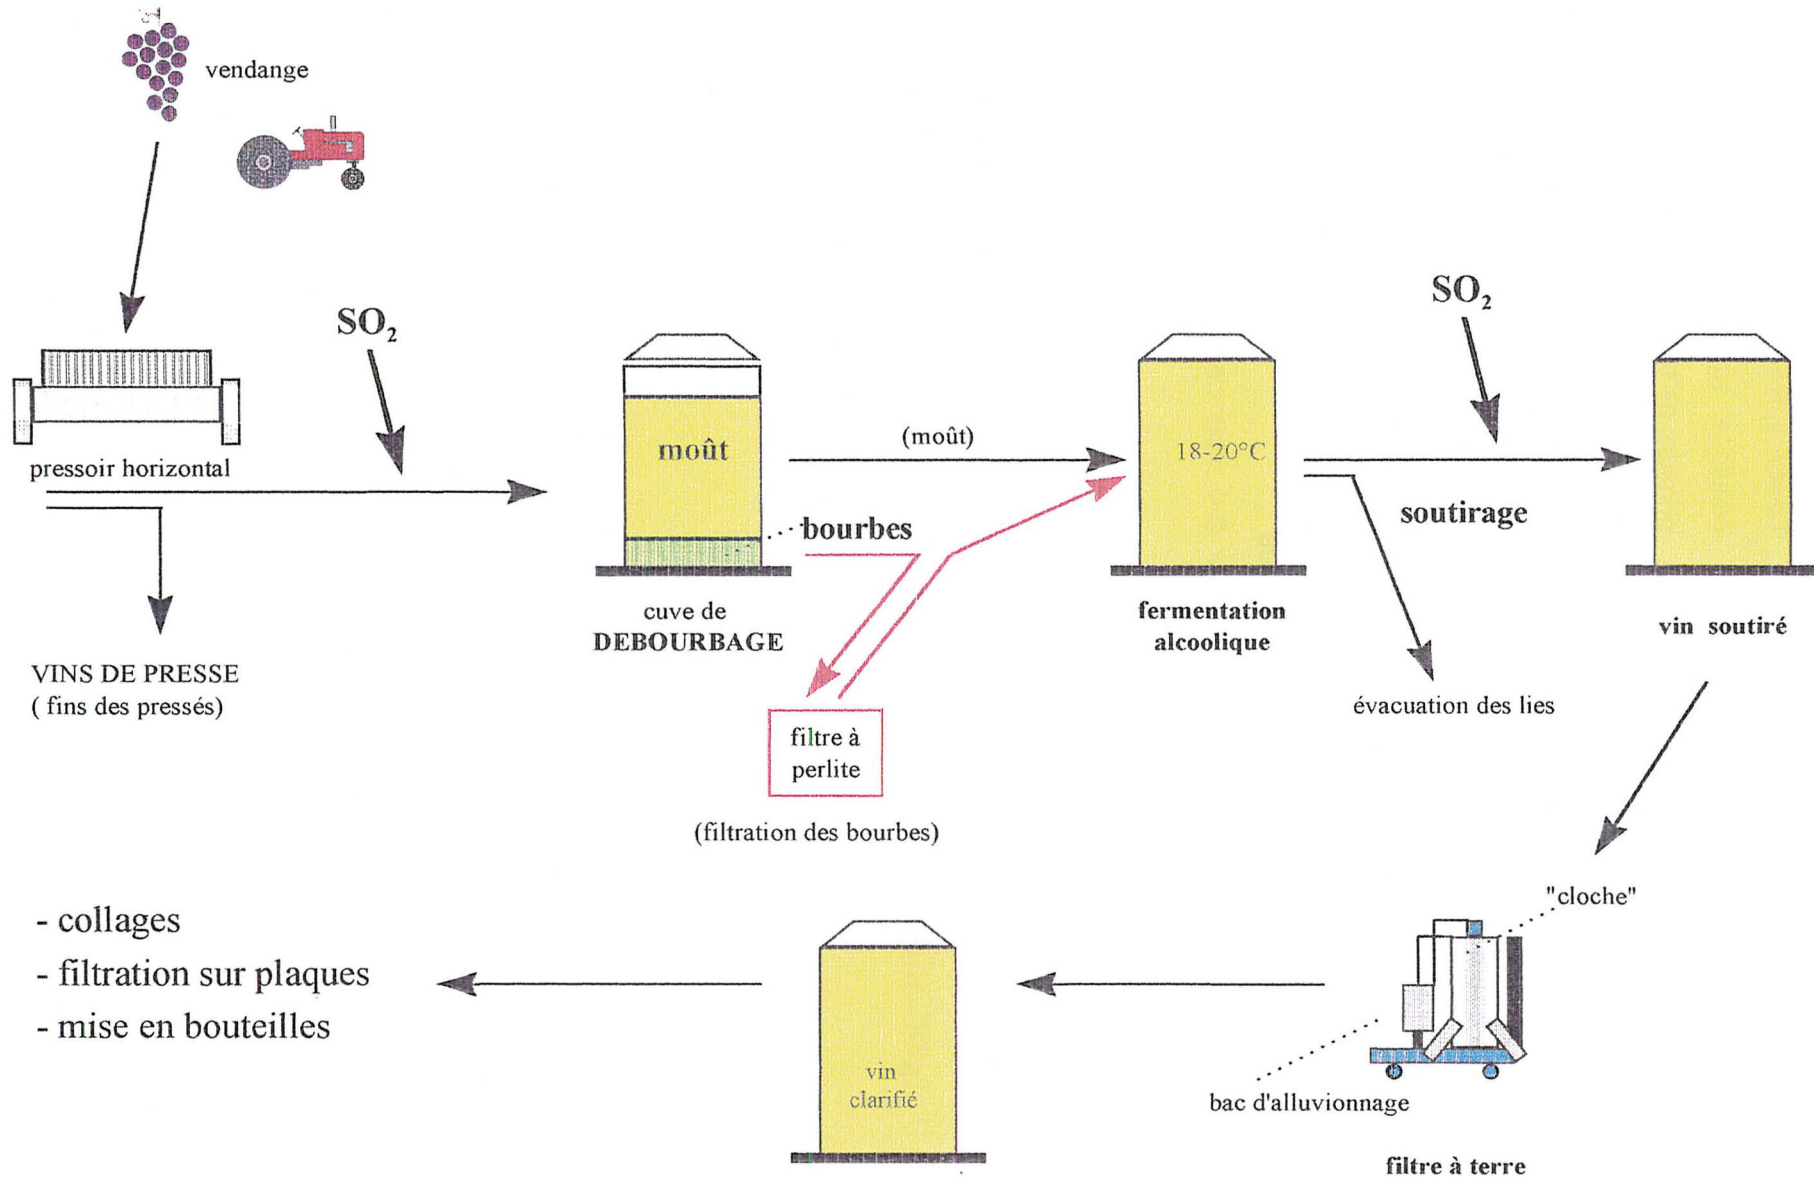 vendange
SO₂
SO₂
pressoir horizontal
moût
(moût)
18-20°C
bourbes
soutirage
cuve de
DEBOURBAGE
fermentation
alcoolique
vin soutiré
VINS DE PRESSE
( fins des pressés)
évacuation des lies
filtre à
perlite
(filtration des bourbes)
"cloche"
- collages
- filtration sur plaques
- mise en bouteilles
vin
clarifié
bac d'alluvionnage
filtre à terre